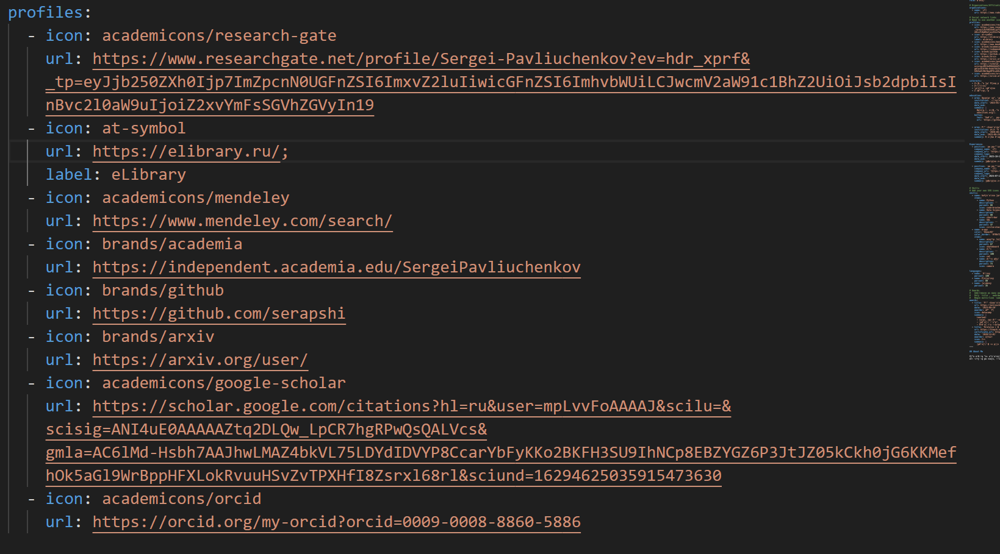 profiles:
- icon: academicons/research-gate
url: https://www.researchgate.net/profile/Sergei-Pavliuchenkov?ev=hdr_xprf&
_tp=eyJjb250ZXh0Ijp7ImZpcnN0UGFnZSI6ImxvZ2luIiwicGFnZSI6ImhvbWUiLCJwcmV2aW91c1BhZ2UiOiJsb2dpbiIsI
nBvc2l0aW9uIjoiZ2xvYmFsSGVhZGVyIn19
- icon: at-symbol
url: https://elibrary.ru/;
label: eLibrary
- icon: academicons/mendeley
url: https://www.mendeley.com/search/
- icon: brands/academia
url: https://independent.academia.edu/SergeiPavliuchenkov
- icon: brands/github
url: https://github.com/serapshi
- icon: brands/arxiv
url: https://arxiv.org/user/
- icon: academicons/google-scholar
url: https://scholar.google.com/citations?hl=ru&user=mpLvvFoAAAAJ&scilu=&
scisig=ANI4uE0AAAAAZtq2DLQw_LpCR7hgRPwQsQALVcs&
gmla=AC6lMd-Hsbh7AAJhwLMAZ4bkVL75LDYdIDVYP8CcarYbFyKKo2BKFH3SU9IhNCp8EBZYGZ6P3JtJZ05kCkh0jG6KKMef
hOk5aGl9WrBppHFXLokRvuuHSvZvTPXHfI8Zsrxl68rl&sciund=16294625035915473630
- icon: academicons/orcid
url: https://orcid.org/my-orcid?orcid=0009-0008-8860-5886